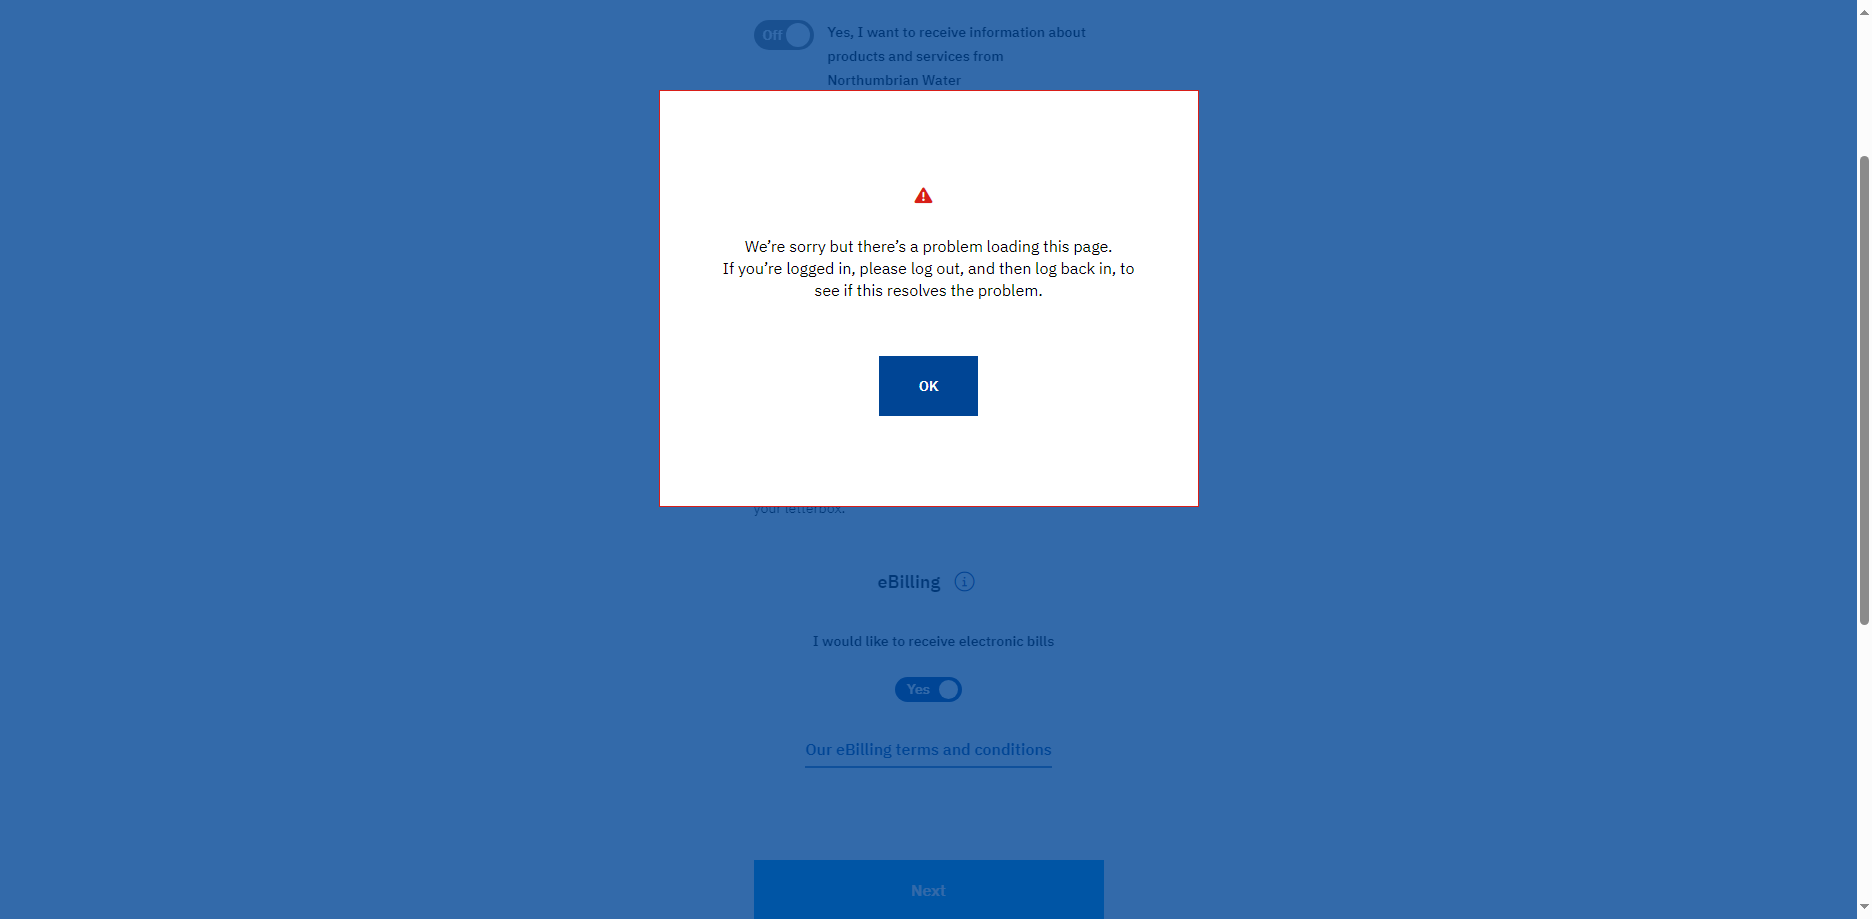 Off
Yes, I want to receive information about
products and services from
Northumbrian Water
We’re sorry but there’s a problem loading this page.
If you’re logged in, please log out, and then log back in, to
see if this resolves the problem.
OK
your letterbox.
eBilling
I would like to receive electronic bills
Yes
Our eBilling terms and conditions
Next